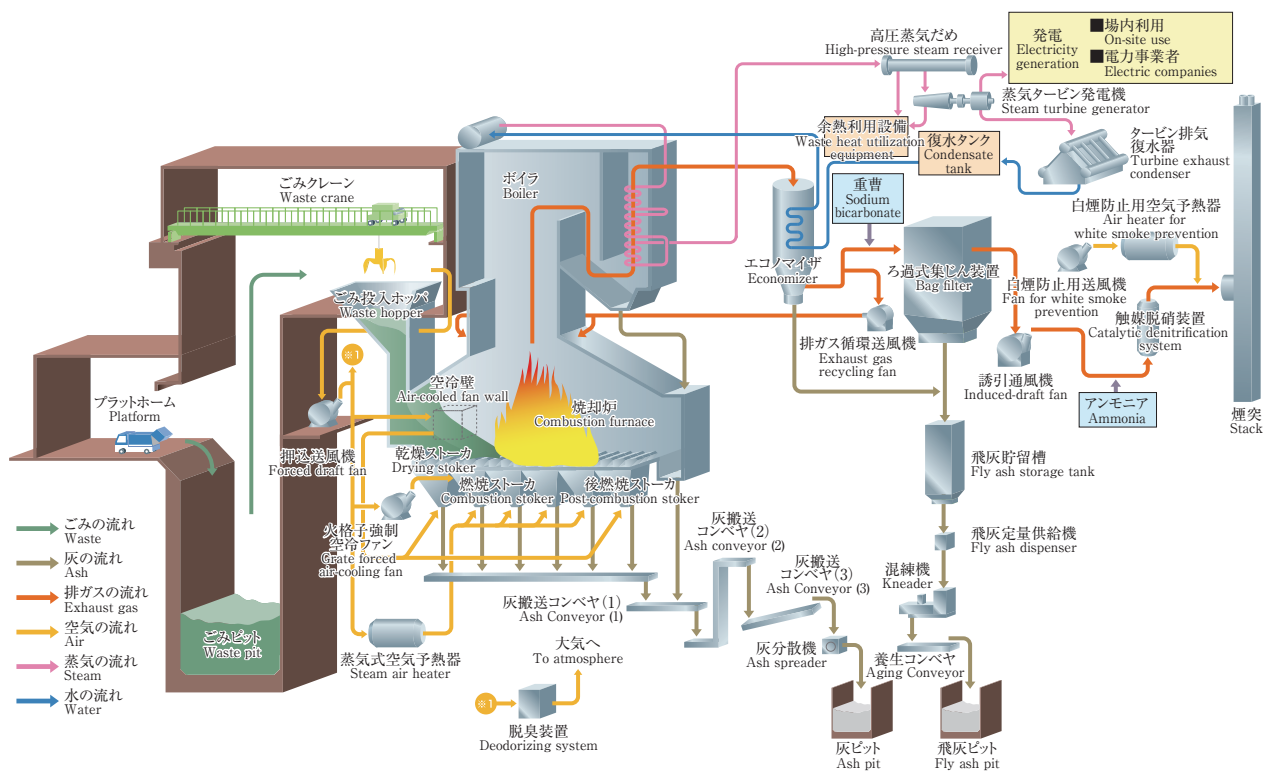 高圧蒸気だめ
High-pressure steam receiver
発電
Electricity
generation
■場内利用
On-site use
■電力事業者
Electric companies
蒸気タービン発電機
Steam turbine generator
余熱利用設備
Waste heat utilization
equipment
復水タンク
Condensate
tank
タービン排気
復水器
Turbine exhaust
condenser
ごみクレーン
Waste crane
ボイラ
Boiler
重曹
Sodium
bicarbonate
白煙防止用空気予熱器
Air heater for
white smoke prevention
エコノマイザ
Economizer
ろ過式集じん装置
Bag filter
白煙防止用送風機
Fan for white smoke
prevention
ごみ投入ホッパ
Waste hopper
触媒脱硝装置
Catalytic denitrification
system
排ガス循環送風機
Exhaust gas
recycling fan
誘引通風機
Induced-draft fan
※1
空冷壁
Air-cooled fan wall
焼却炉
Combustion furnace
アンモニア
Ammonia
煙突
Stack
プラットホーム
Platform
押込送風機
Forced draft fan
乾燥ストーカ
Drying stoker
燃焼ストーカ
Combustion stoker
後燃焼ストーカ
Post-combustion stoker
飛灰貯留槽
Fly ash storage tank
火格子強制
空冷ファン
Grate forced
air-cooling fan
灰搬送
コンベヤ(2)
Ash conveyor (2)
灰搬送
コンベヤ(3)
Ash Conveyor (3)
飛灰定量供給機
Fly ash dispenser
混練機
Kneader
灰搬送コンベヤ(1)
Ash Conveyor (1)
ごみの流れ
Waste
灰の流れ
Ash
排ガスの流れ
Exhaust gas
空気の流れ
Air
蒸気の流れ
Steam
水の流れ
Water
ごみピット
Waste pit
蒸気式空気予熱器
Steam air heater
大気へ
To atmosphere
灰分散機
Ash spreader
養生コンベヤ
Aging Conveyor
※1
脱臭装置
Deodorizing system
灰ピット
Ash pit
飛灰ピット
Fly ash pit